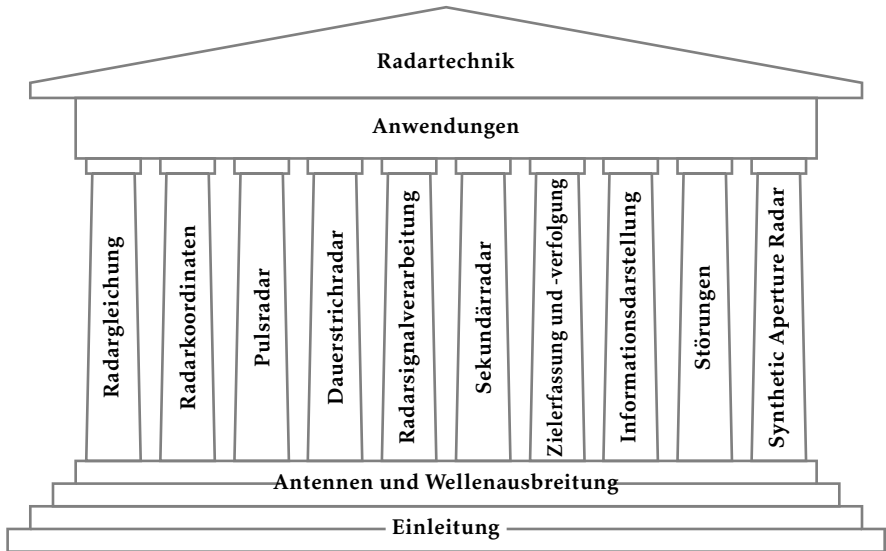 Radartechnik
Anwendungen
Radargleichung
Radarkoordinaten
Pulsradar
Dauerstrichradar
Radarsignalverarbeitung
Sekundärradar
Zielerfassung und -verfolgung
Informationsdarstellung
Störungen
Synthetic Aperture Radar
Antennen und Wellenausbreitung
Einleitung